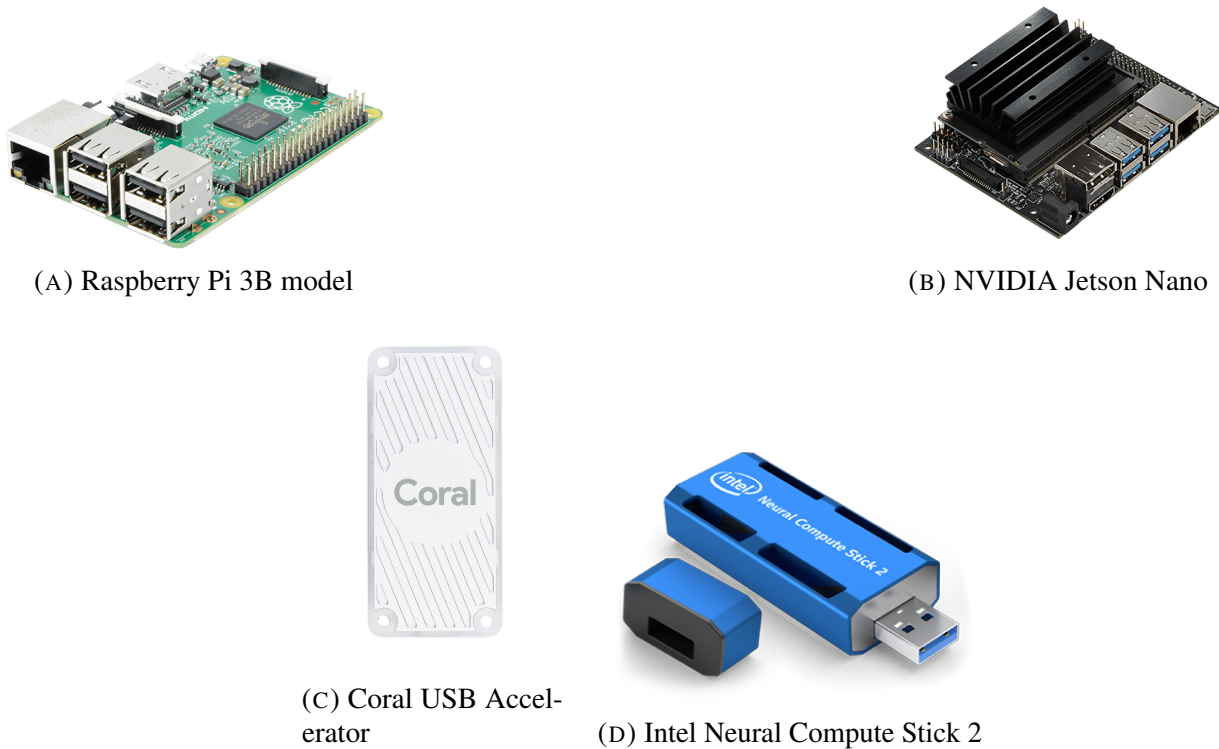 (A) Raspberry Pi 3B model
(B) NVIDIA Jetson Nano
Coral
intel
Neural Compute Stick 2
(C) Coral USB Accel-
erator
(D) Intel Neural Compute Stick 2